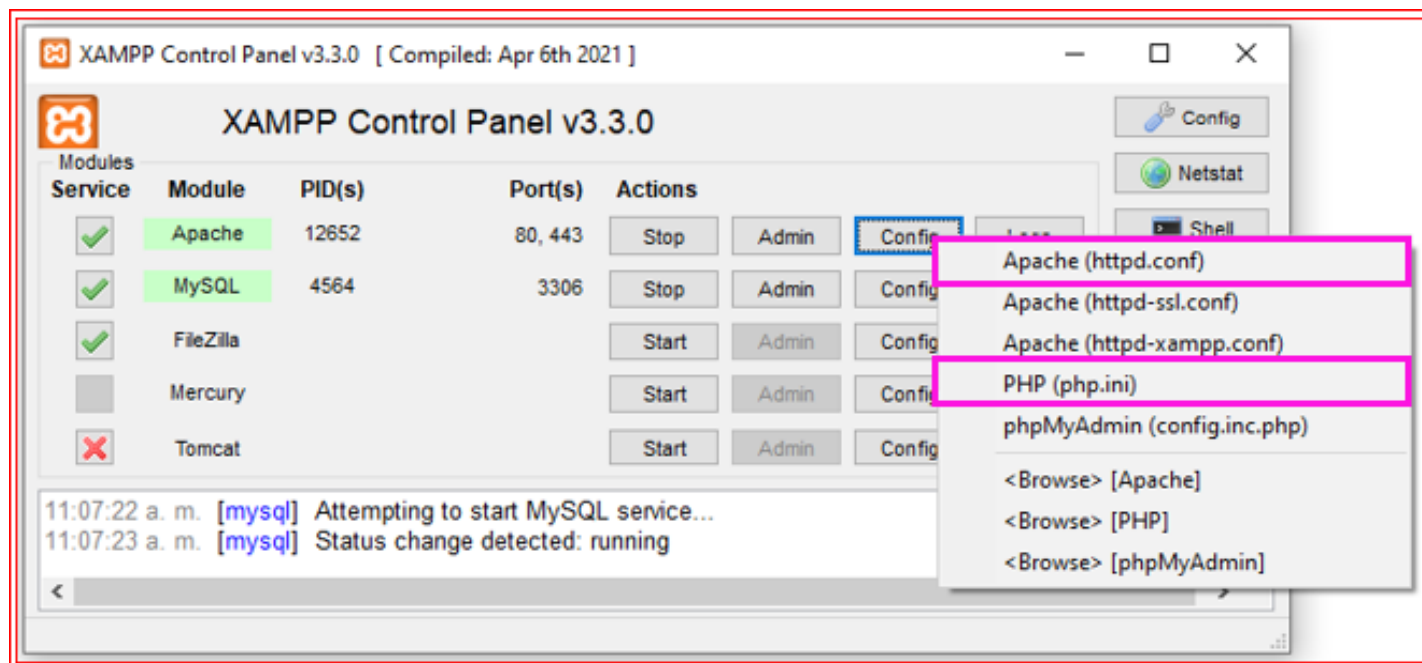 XAMPP Control Panel v3.3.0 [ Compiled: Apr 6th 2021 ]
XAMPP Control Panel v3.3.0
Config
Modules
Service Module PID(s) Port(s) Actions
Netstat
Apache 12652 80, 443 Stop Admin Config
Shell
MySQL 4564 3306 Stop Admin Config
FileZilla Start Admin Config
Mercury Start Admin
Tomcat Start Admin Config
Apache (httpd.conf)
Apache (httpd-ssl.conf)
Apache (httpd-xampp.conf)
PHP (php.ini)
phpMyAdmin (config.inc.php)
<Browse> [Apache]
<Browse> [PHP]
<Browse> [phpMyAdmin]
11:07:22 a. m. [mysql] Attempting to start MySQL service...
11:07:23 a. m. [mysql] Status change detected: running